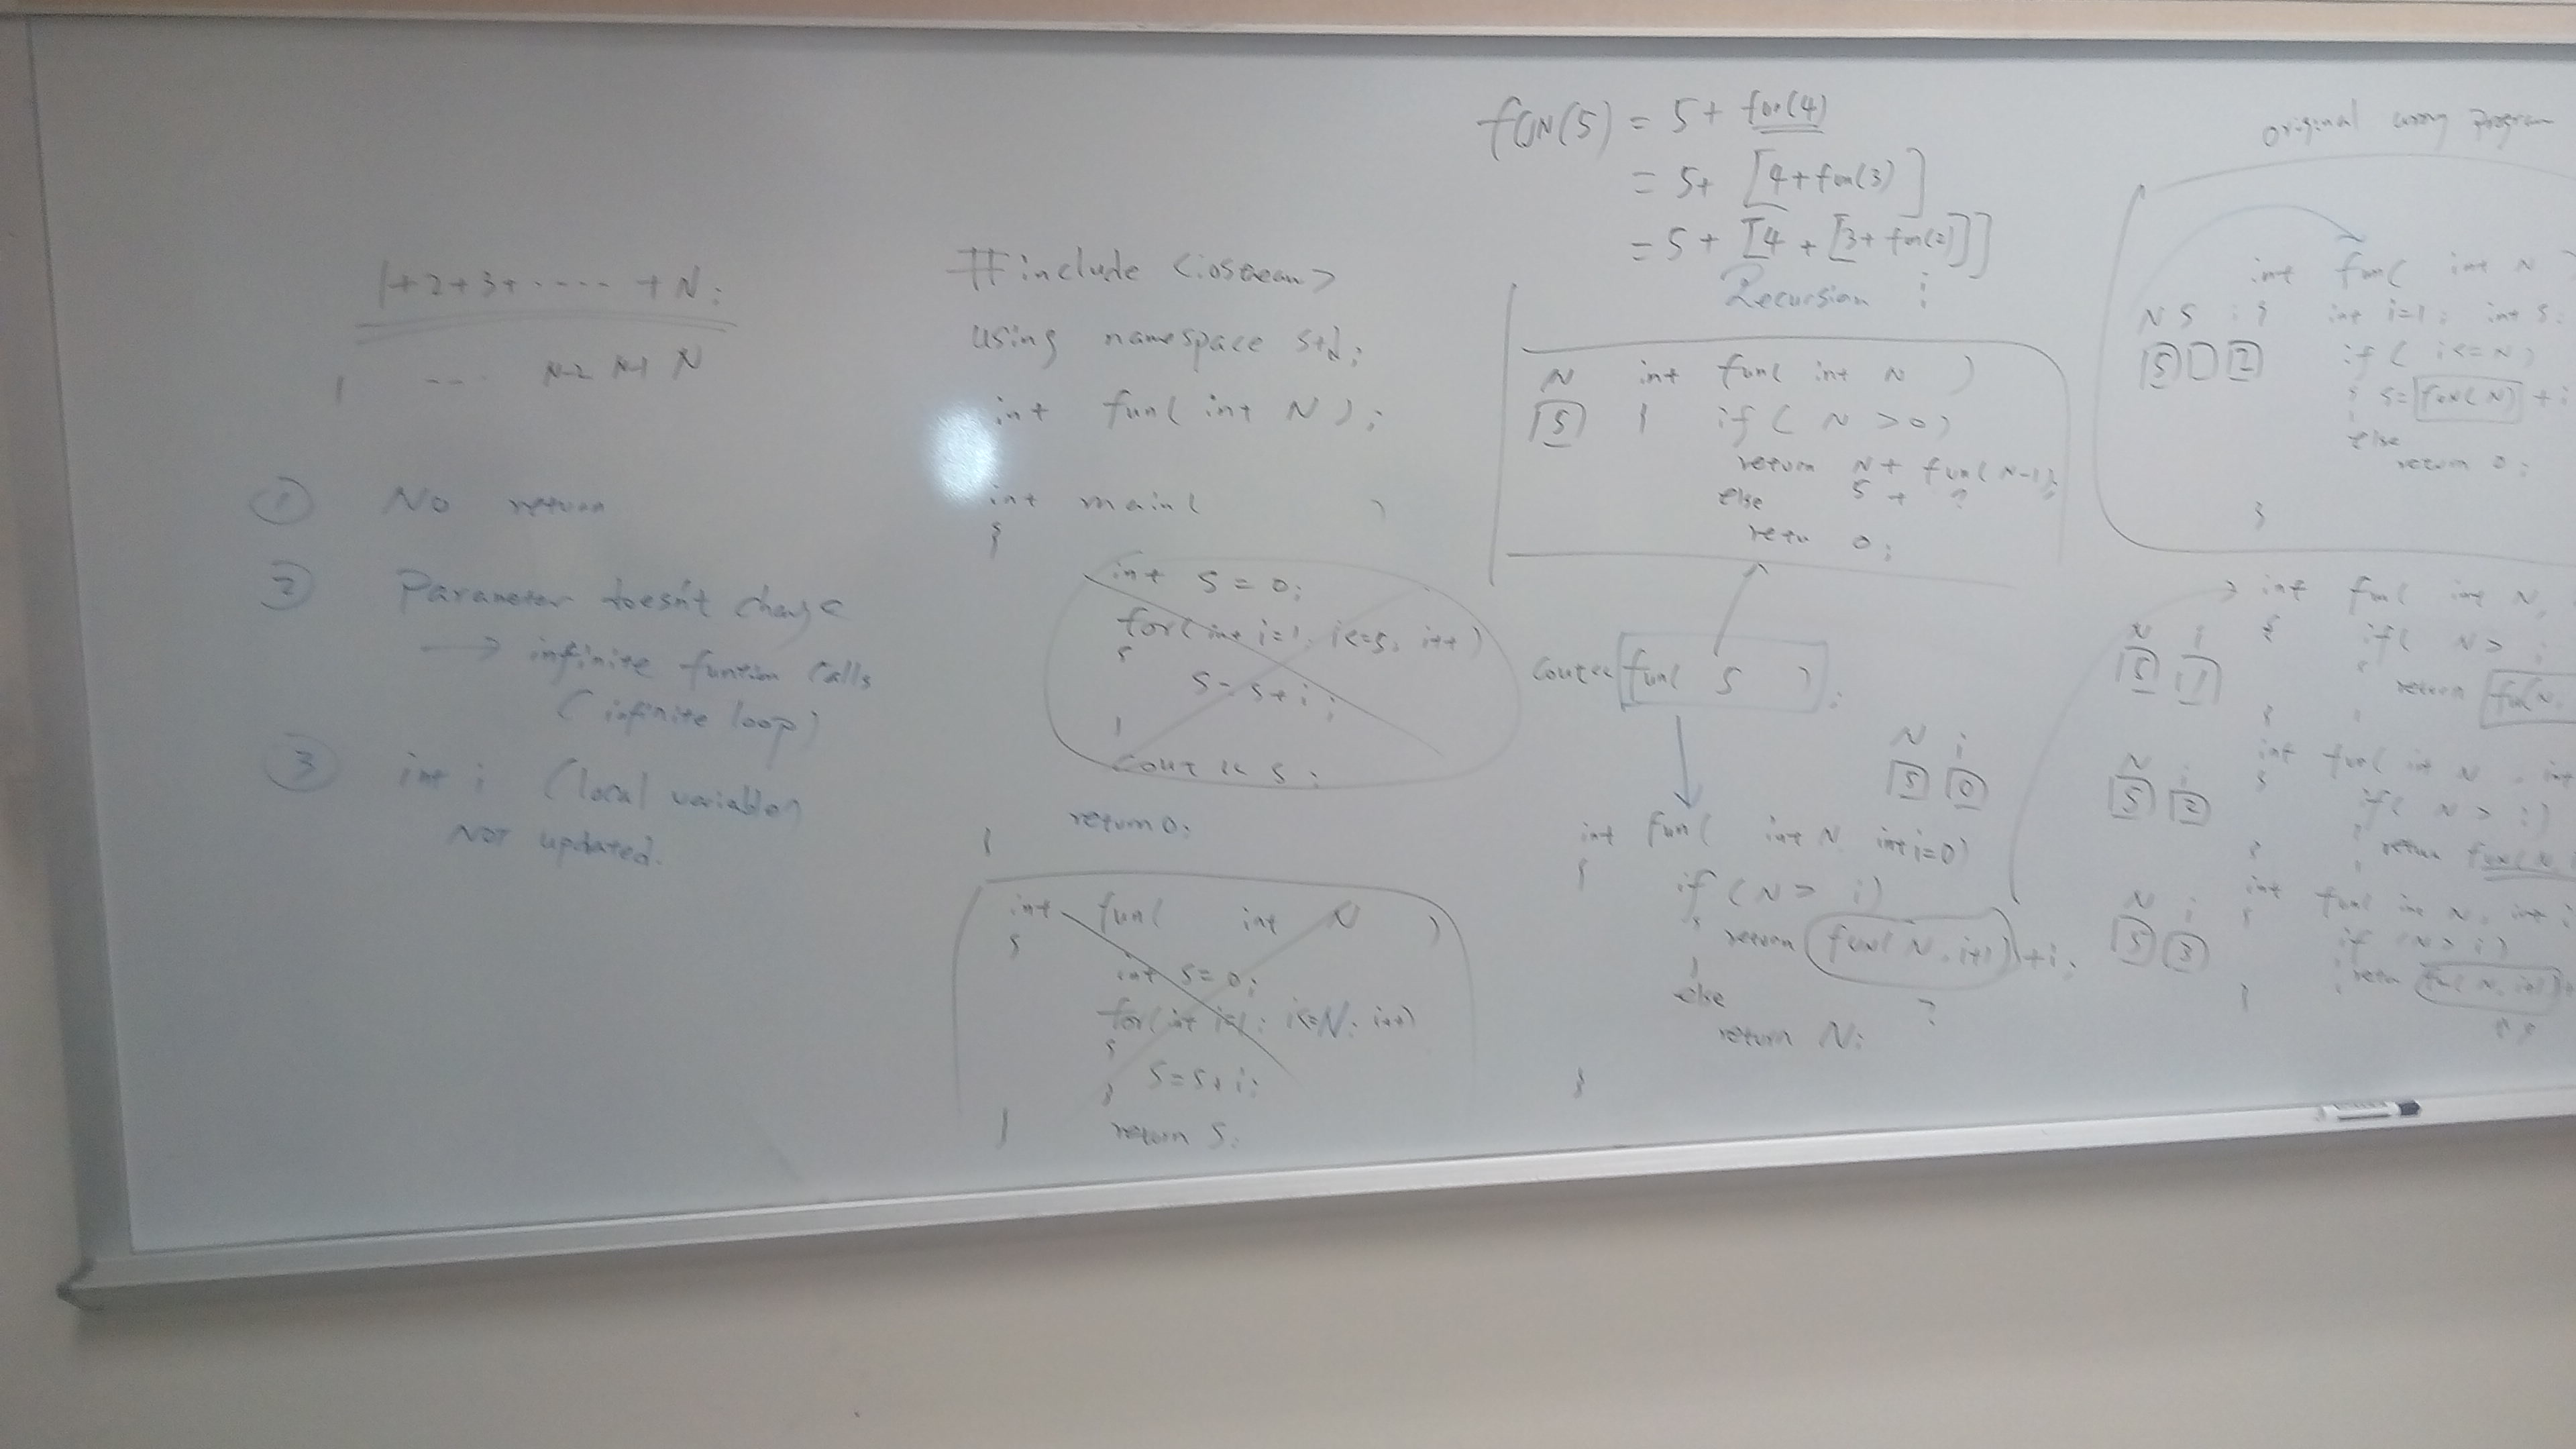 1+2+3+ ---- + N;
1 --- N-2 N-1 N
① No return
② Parameter doesn't change
→ infinite funtion calls
(infinite loop)
③ int i (local variable)
NOT updated.
#include <iostream>
using namespace std;
int fun( int N );
int main( )
{
int S = 0;
for(int i=1; i<=5; i++)
{
S = S+i;
}
cout << S;
return 0;
}
int fun( int N )
{
int S=0;
for(int i=1; i<=N; i++)
{
S=S+i;
}
return S;
}
fUN(5) = 5+ fun(4)
= 5+ [4+fun(3)]
= 5+ [4 + [3+ fun(2)]]
Recursion
N int fun( int N )
5 { if ( N >0)
return N + fun( N-1);
else 5 + ?
retu 0;
cout<< fun( 5 );
N i
5 0
int fun( int N, int i=0)
{
if (N > i)
{
return fun( N, i+1) +i;
}
else ?
return N;
}
original wrong program
int fun( int N
N S i { int i=1; int S;
5 2 if( i<=N)
{ S= fun(N) + i
else
return 0;
}
→ int fun( int N,
N i { if( N > i
5 1 { return fun(N,
}
int fun( int N, int
N i {
5 2 if( N > i)
{ return fun( N,
}
int fun( int N, int i
N i {
5 3 if (N > i)
{ return fun( N, i+1)+
}